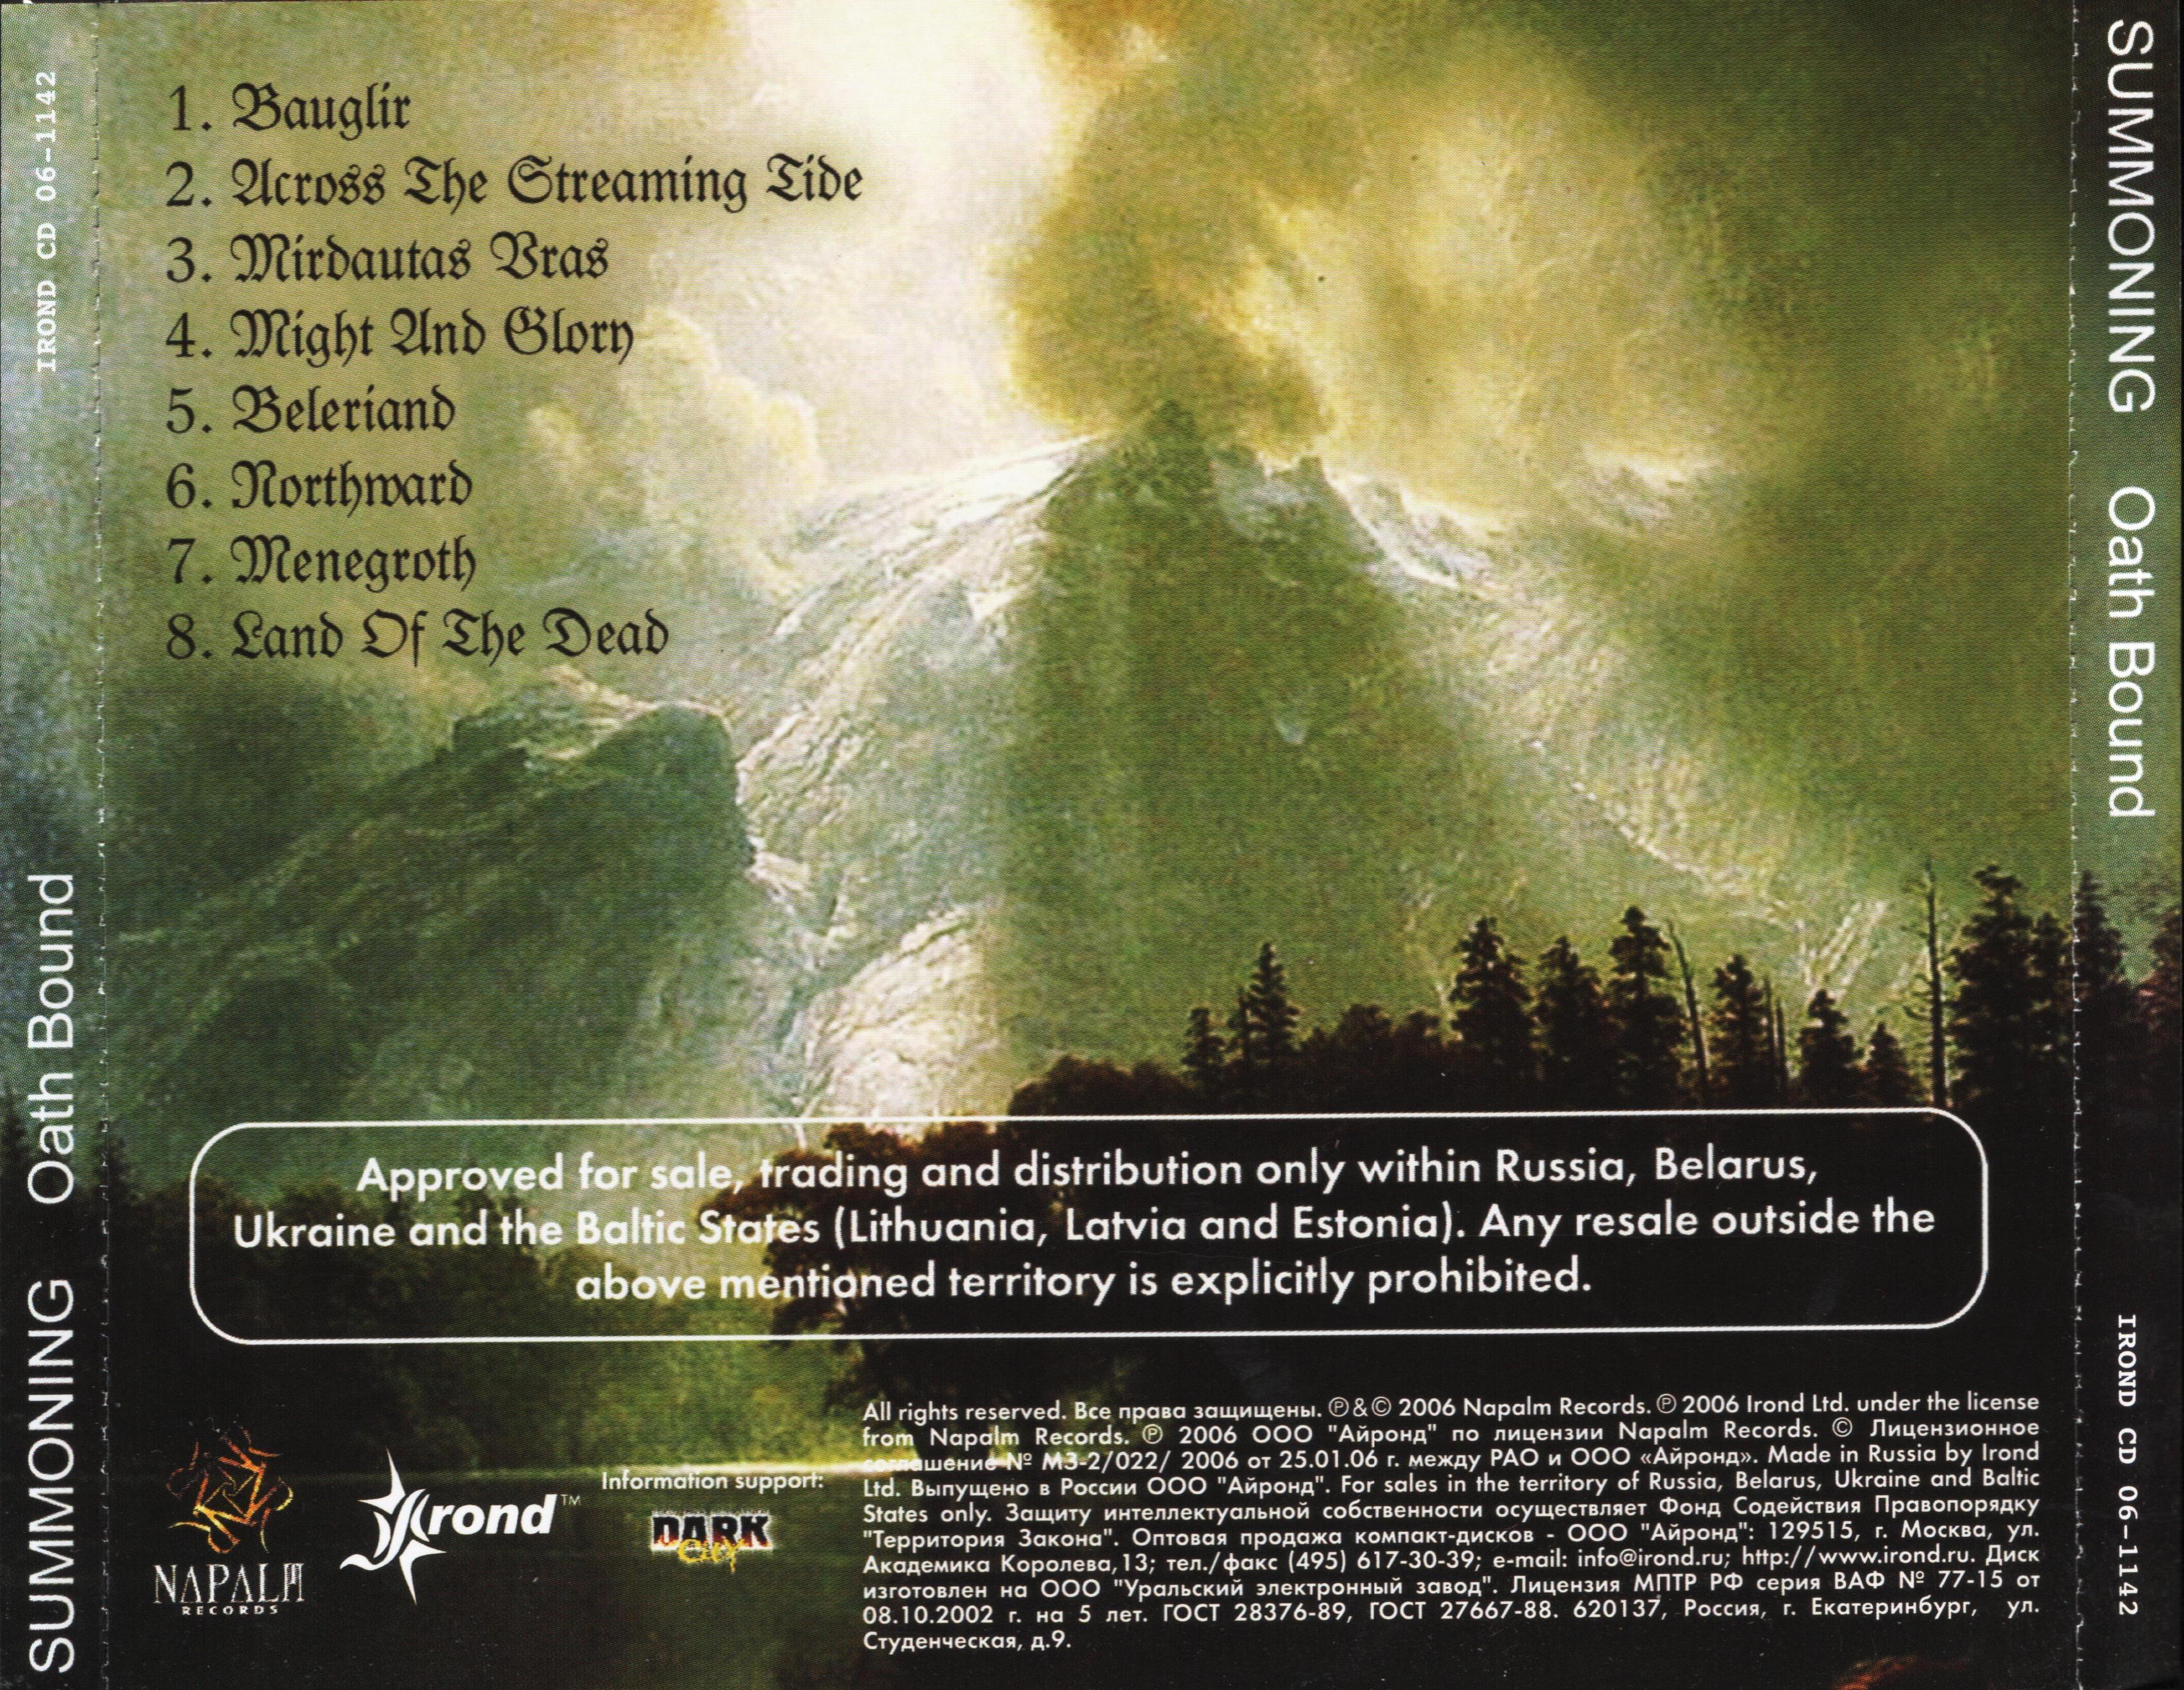 IROND CD 06-1142
SUMMONING Oath Bound
1. Bauglir
2. Across The Streaming Tide
3. Mirdautas Vras
4. Might And Glory
5. Beleriand
6. Northward
7. Menegroth
8. Land Of The Dead
Approved for sale, trading and distribution only within Russia, Belarus,
Ukraine and the Baltic States (Lithuania, Latvia and Estonia). Any resale outside the
above mentioned territory is explicitly prohibited.
NAPALM
RECORDS
Irond™
Information support:
DARK
City
All rights reserved. Все права защищены. ℗&© 2006 Napalm Records. ℗ 2006 Irond Ltd. under the license
from Napalm Records. ℗ 2006 ООО "Айронд" по лицензии Napalm Records. © Лицензионное
соглашение № МЗ-2/022/ 2006 от 25.01.06 г. между РАО и ООО «Айронд». Made in Russia by Irond
Ltd. Выпущено в России ООО "Айронд". For sales in the territory of Russia, Belarus, Ukraine and Baltic
States only. Защиту интеллектуальной собственности осуществляет Фонд Содействия Правопорядку
"Территория Закона". Оптовая продажа компакт-дисков - ООО "Айронд": 129515, г. Москва, ул.
Академика Королева,13; тел./факс (495) 617-30-39; e-mail: info@irond.ru; http://www.irond.ru. Диск
изготовлен на ООО "Уральский электронный завод". Лицензия МПТР РФ серия ВАФ № 77-15 от
08.10.2002 г. на 5 лет. ГОСТ 28376-89, ГОСТ 27667-88. 620137, Россия, г. Екатеринбург, ул.
Студенческая, д.9.
SUMMONING Oath Bound
IROND CD 06-1142